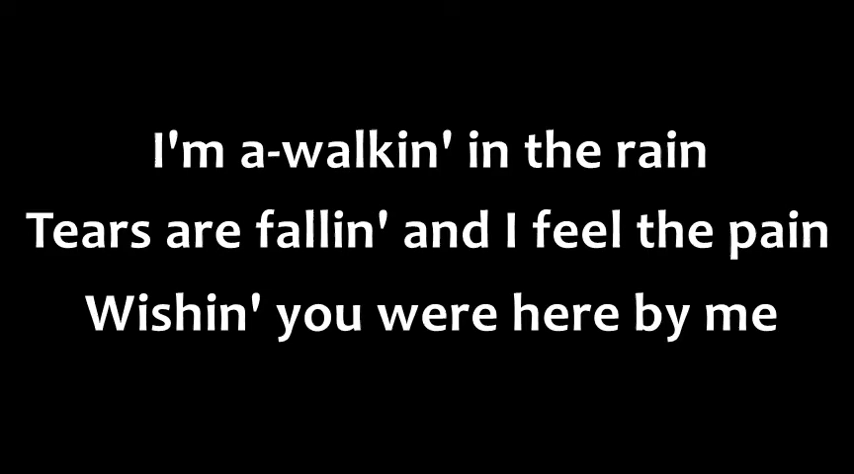 I'm a-walkin' in the rain
Tears are fallin' and I feel the pain
Wishin' you were here by me